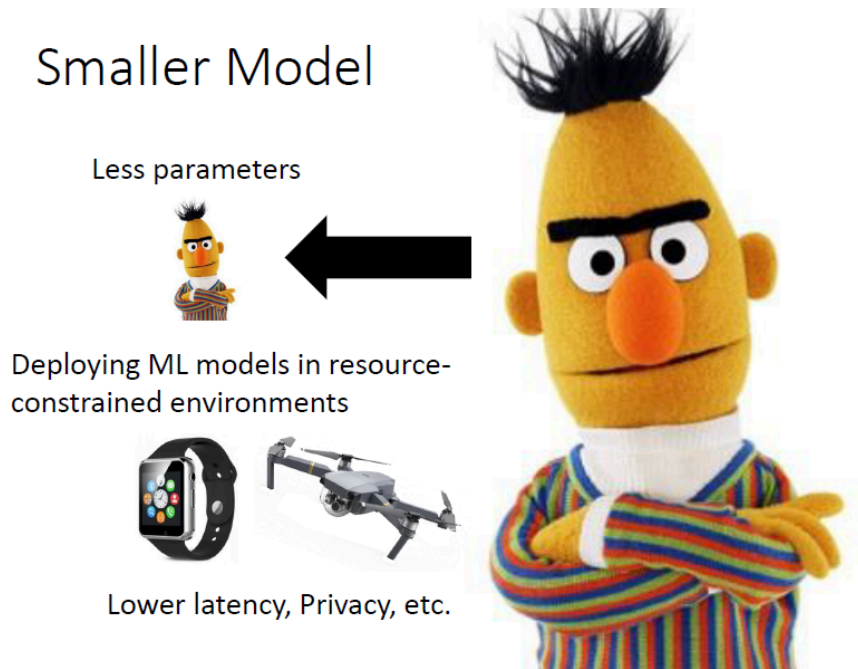 Smaller Model
Less parameters
Deploying ML models in resource-
constrained environments
Lower latency, Privacy, etc.